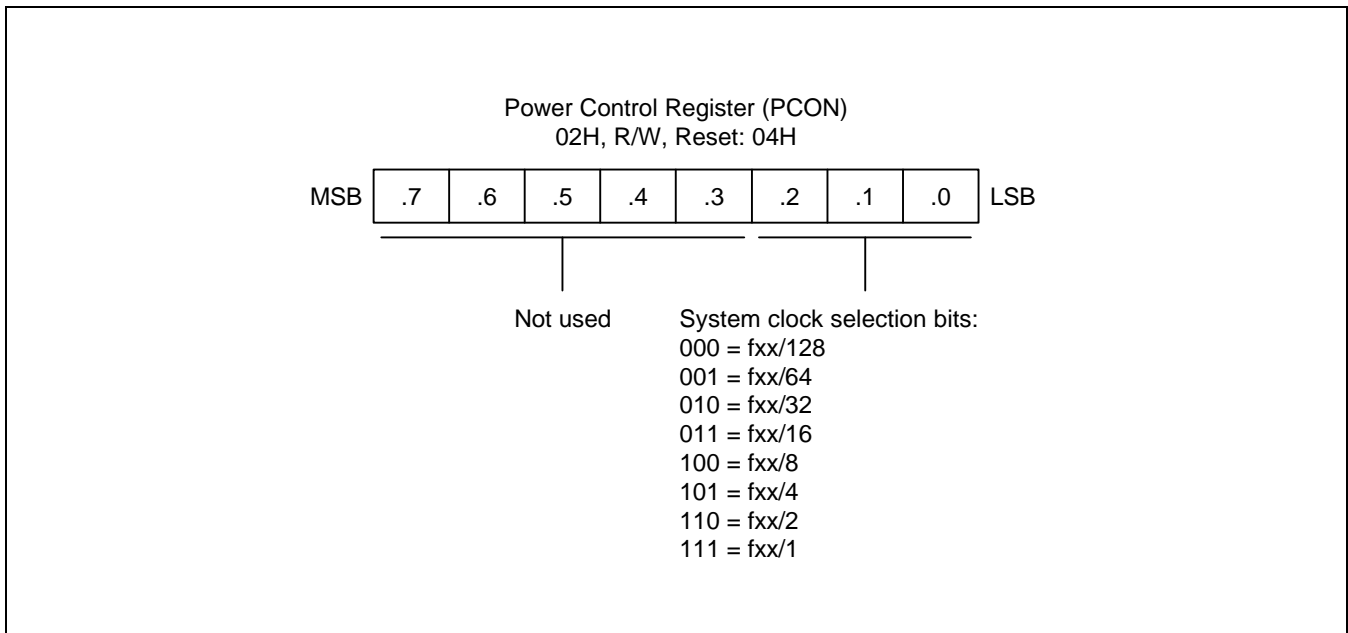 Power Control Register (PCON)
02H, R/W, Reset: 04H
MSB .7 .6 .5 .4 .3 .2 .1 .0 LSB
Not used
System clock selection bits:
000 = fxx/128
001 = fxx/64
010 = fxx/32
011 = fxx/16
100 = fxx/8
101 = fxx/4
110 = fxx/2
111 = fxx/1